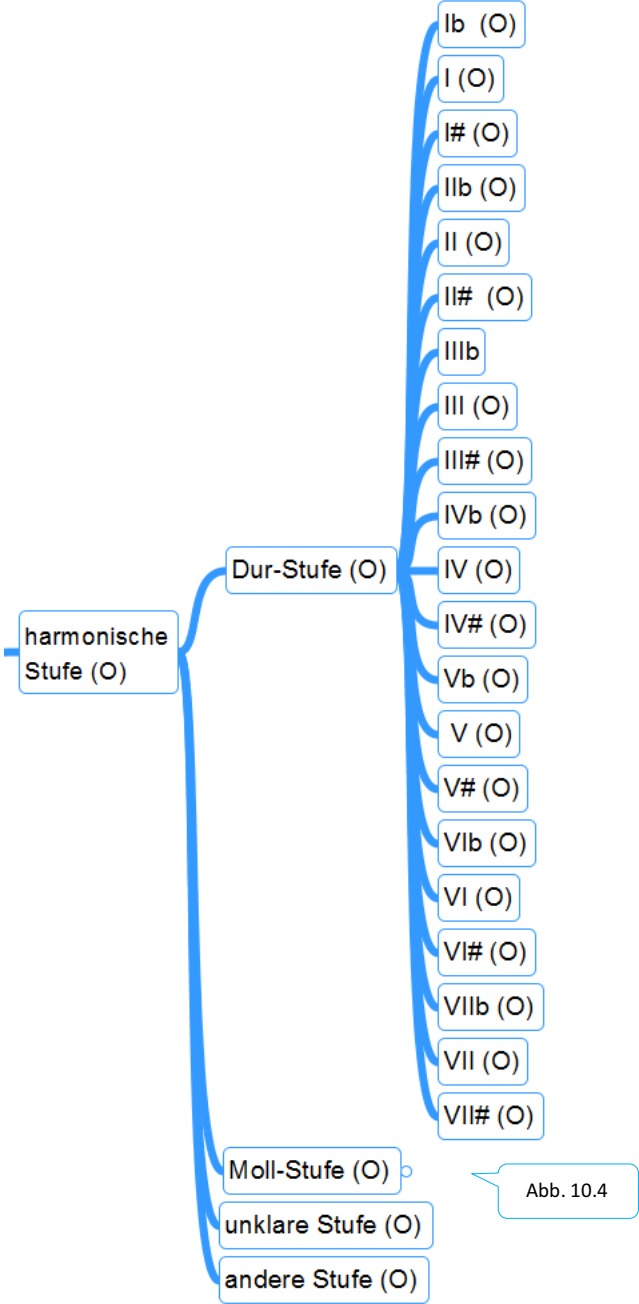 Ib  (O)
I (O)
I# (O)
IIb (O)
II (O)
II#  (O)
IIIb
III (O)
III# (O)
IVb (O)
Dur-Stufe (O)
IV (O)
harmonische
Stufe (O)
IV# (O)
Vb (O)
V (O)
V# (O)
VIb (O)
VI (O)
VI# (O)
VIIb (O)
VII (O)
VII# (O)
Moll-Stufe (O)
Abb. 10.4
unklare Stufe (O)
andere Stufe (O)